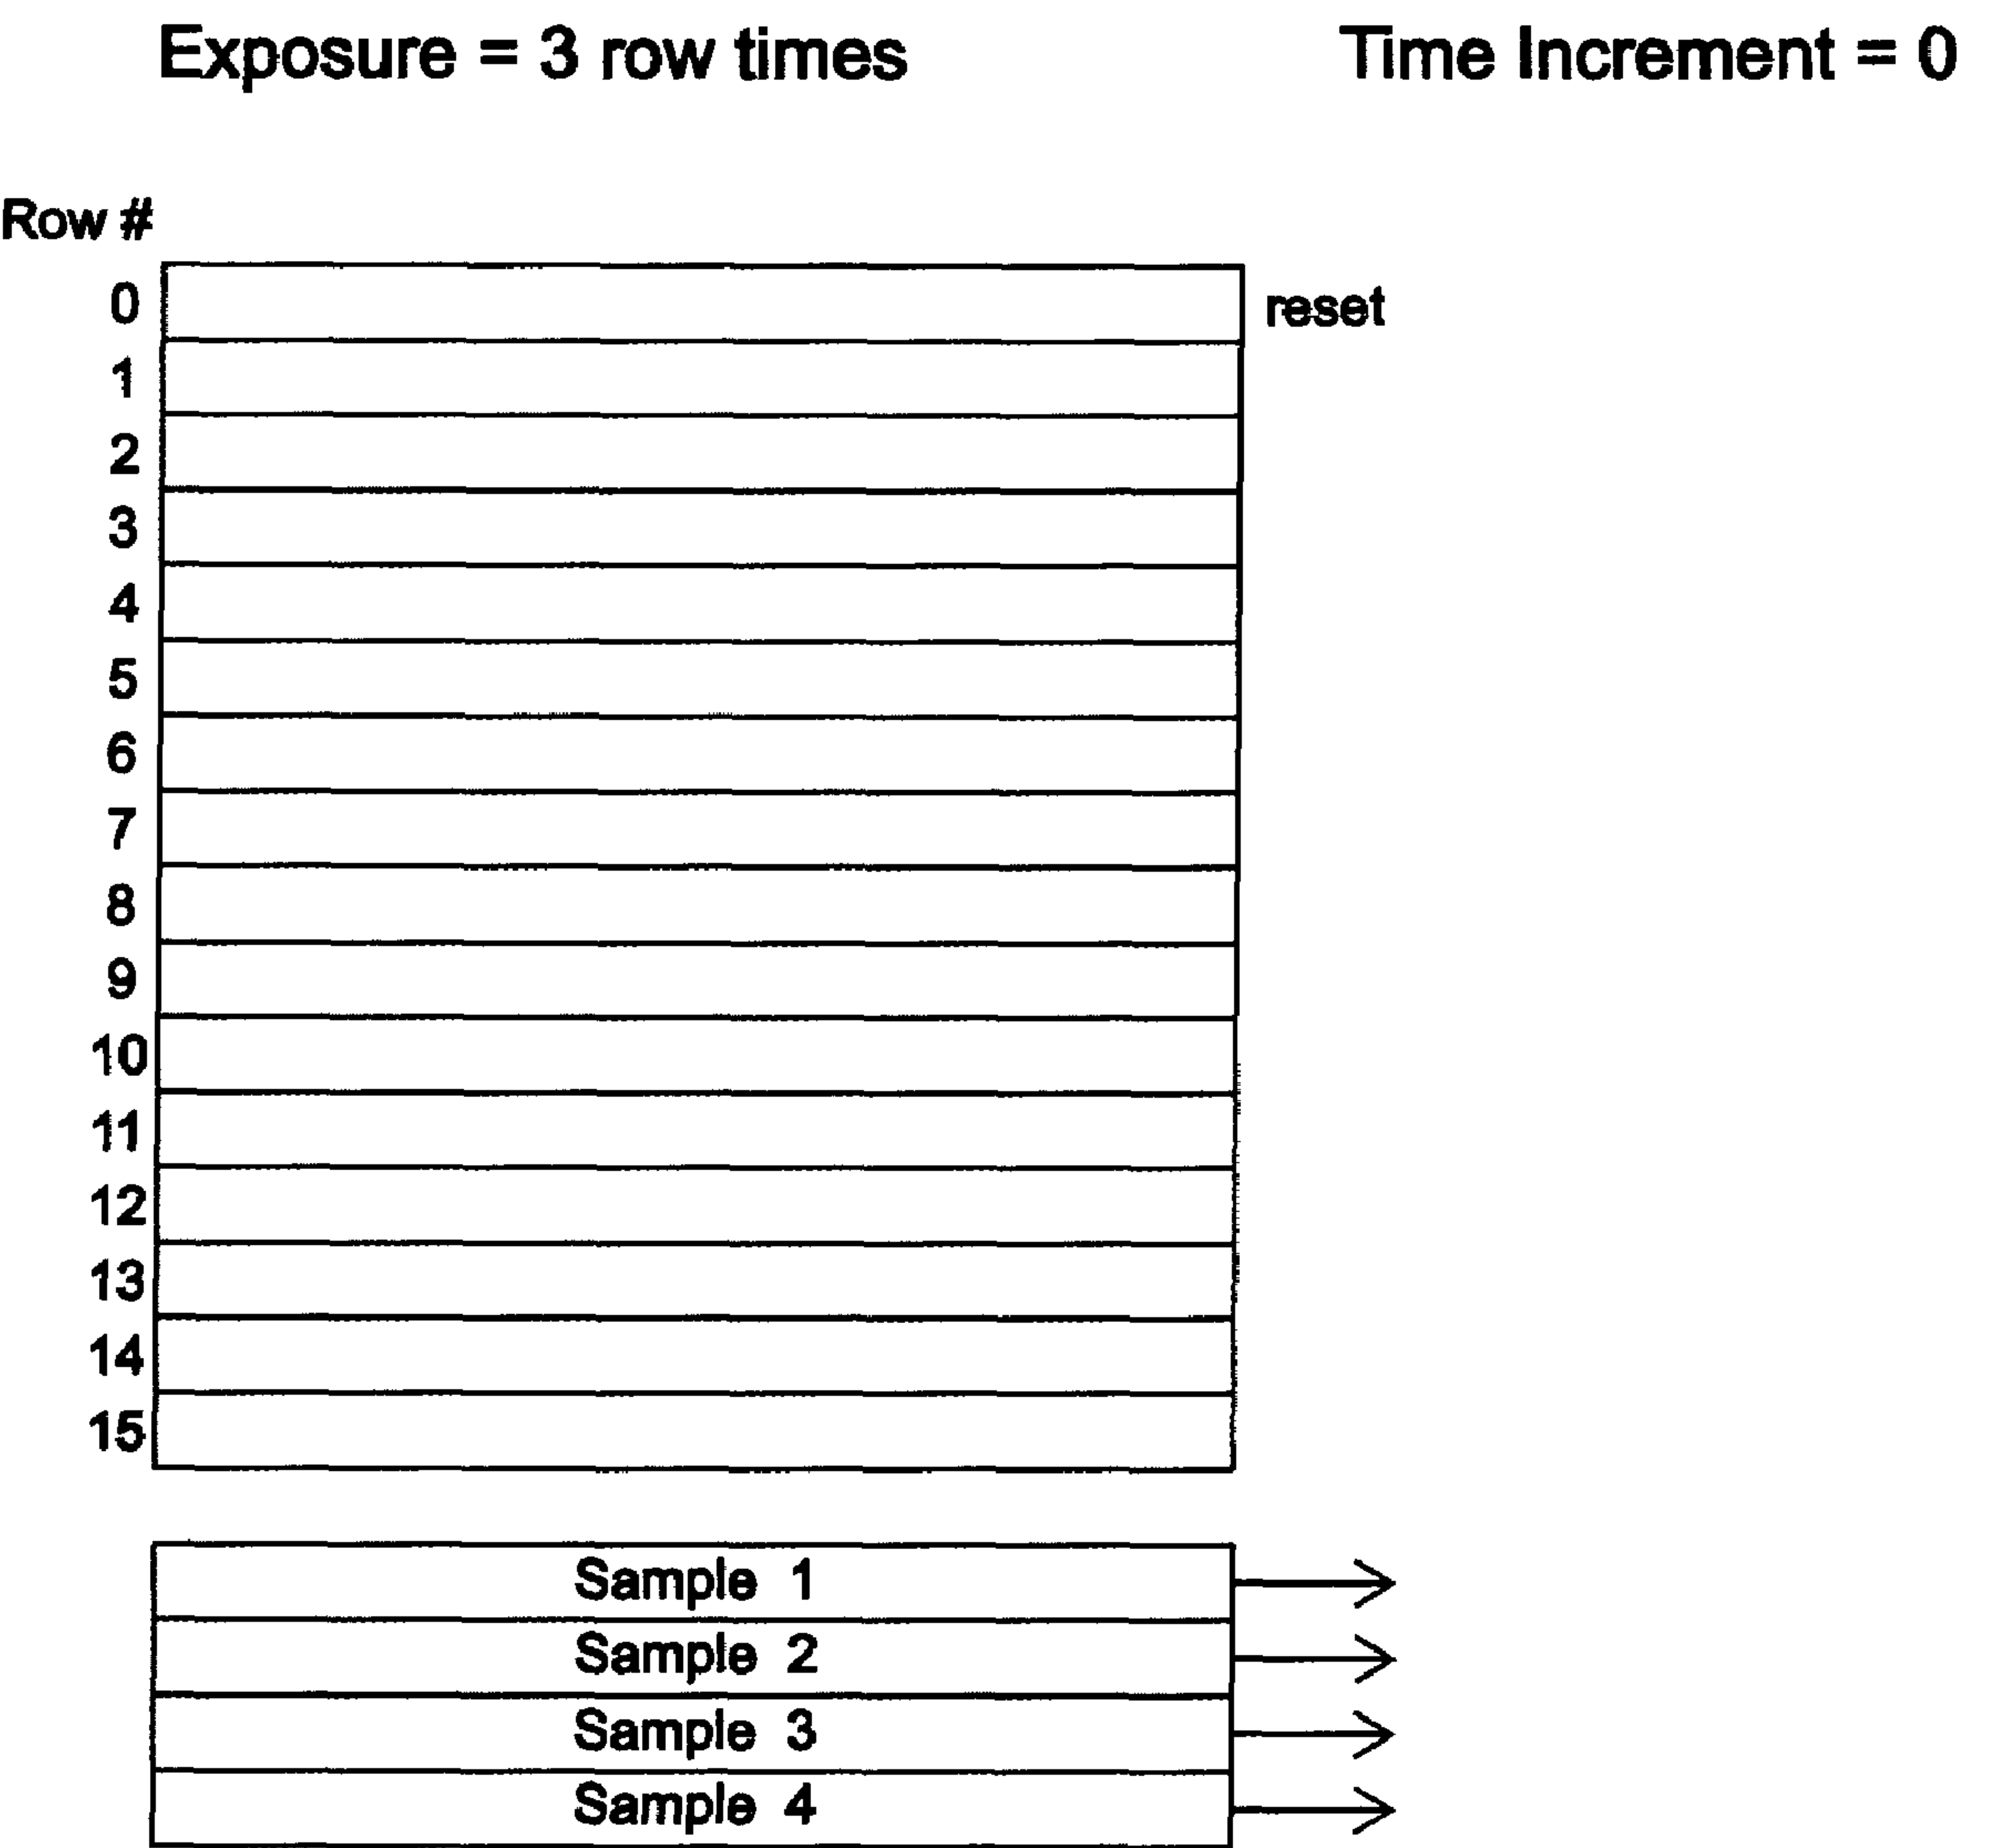 Exposure = 3 row times Time Increment = 0
Row #
0 reset
1
2
3
4
5
6
7
8
9
10
11
12
13
14
15
Sample 1
Sample 2
Sample 3
Sample 4